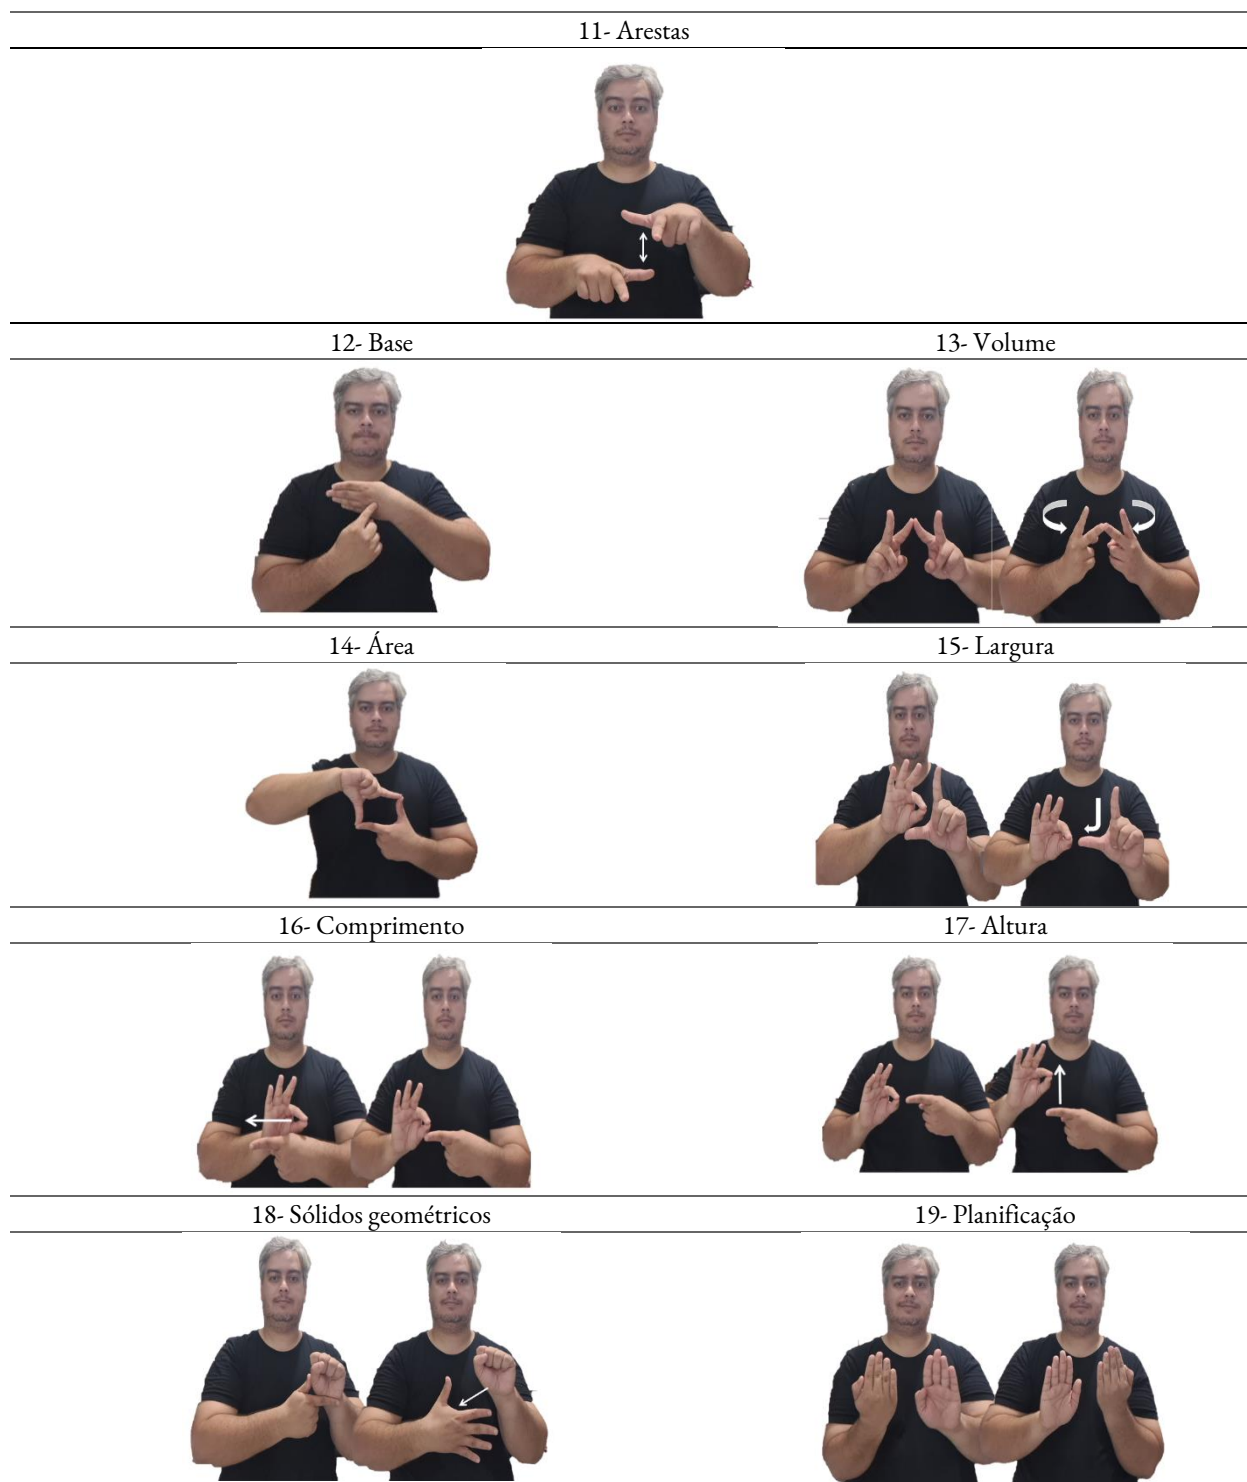 11- Arestas
12- Base
13- Volume
14- Área
15- Largura
16- Comprimento
17- Altura
18- Sólidos geométricos
19- Planificação